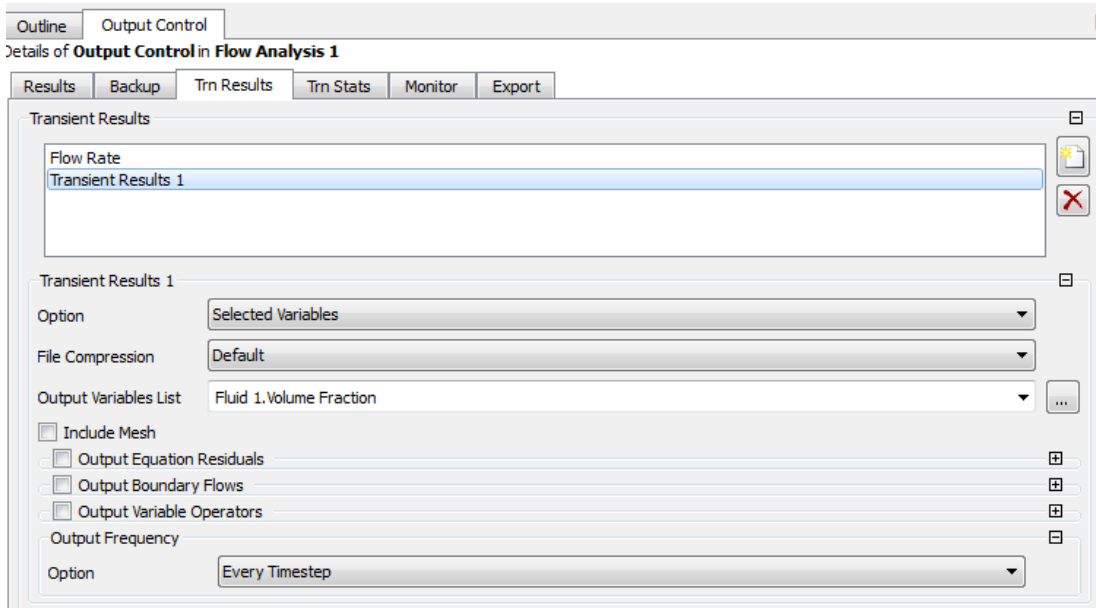 Outline Output Control
Details of Output Control in Flow Analysis 1
Results Backup Trn Results Trn Stats Monitor Export
Transient Results
Flow Rate
Transient Results 1
Transient Results 1
Option Selected Variables
File Compression Default
Output Variables List Fluid 1.Volume Fraction ...
Include Mesh
Output Equation Residuals
Output Boundary Flows
Output Variable Operators
Output Frequency
Option Every Timestep